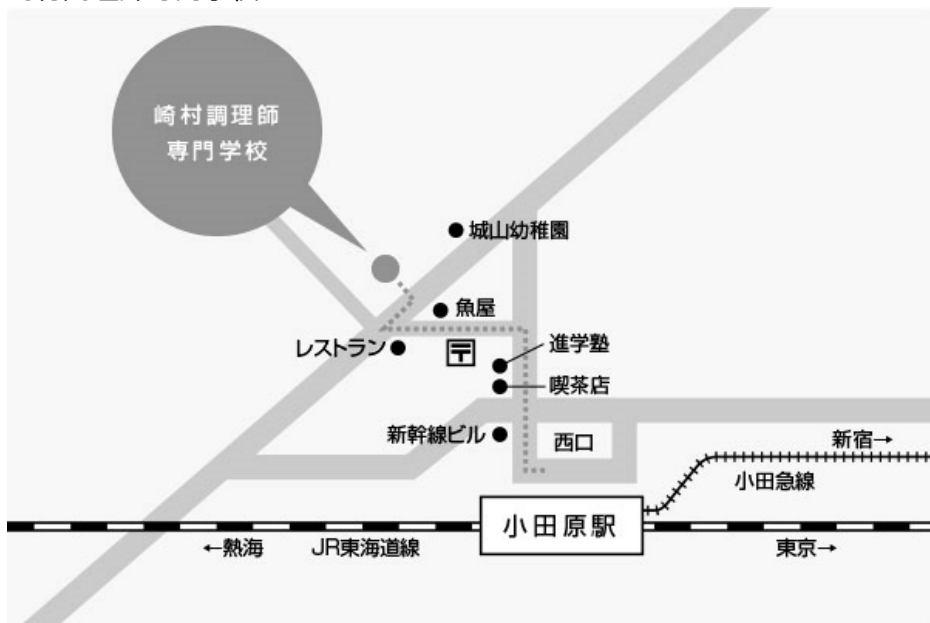 崎村調理師
専門学校
城山幼稚園
魚屋
レストラン
〒
進学塾
喫茶店
新幹線ビル
西口
新宿→
小田急線
小田原駅
←熱海
JR東海道線
東京→